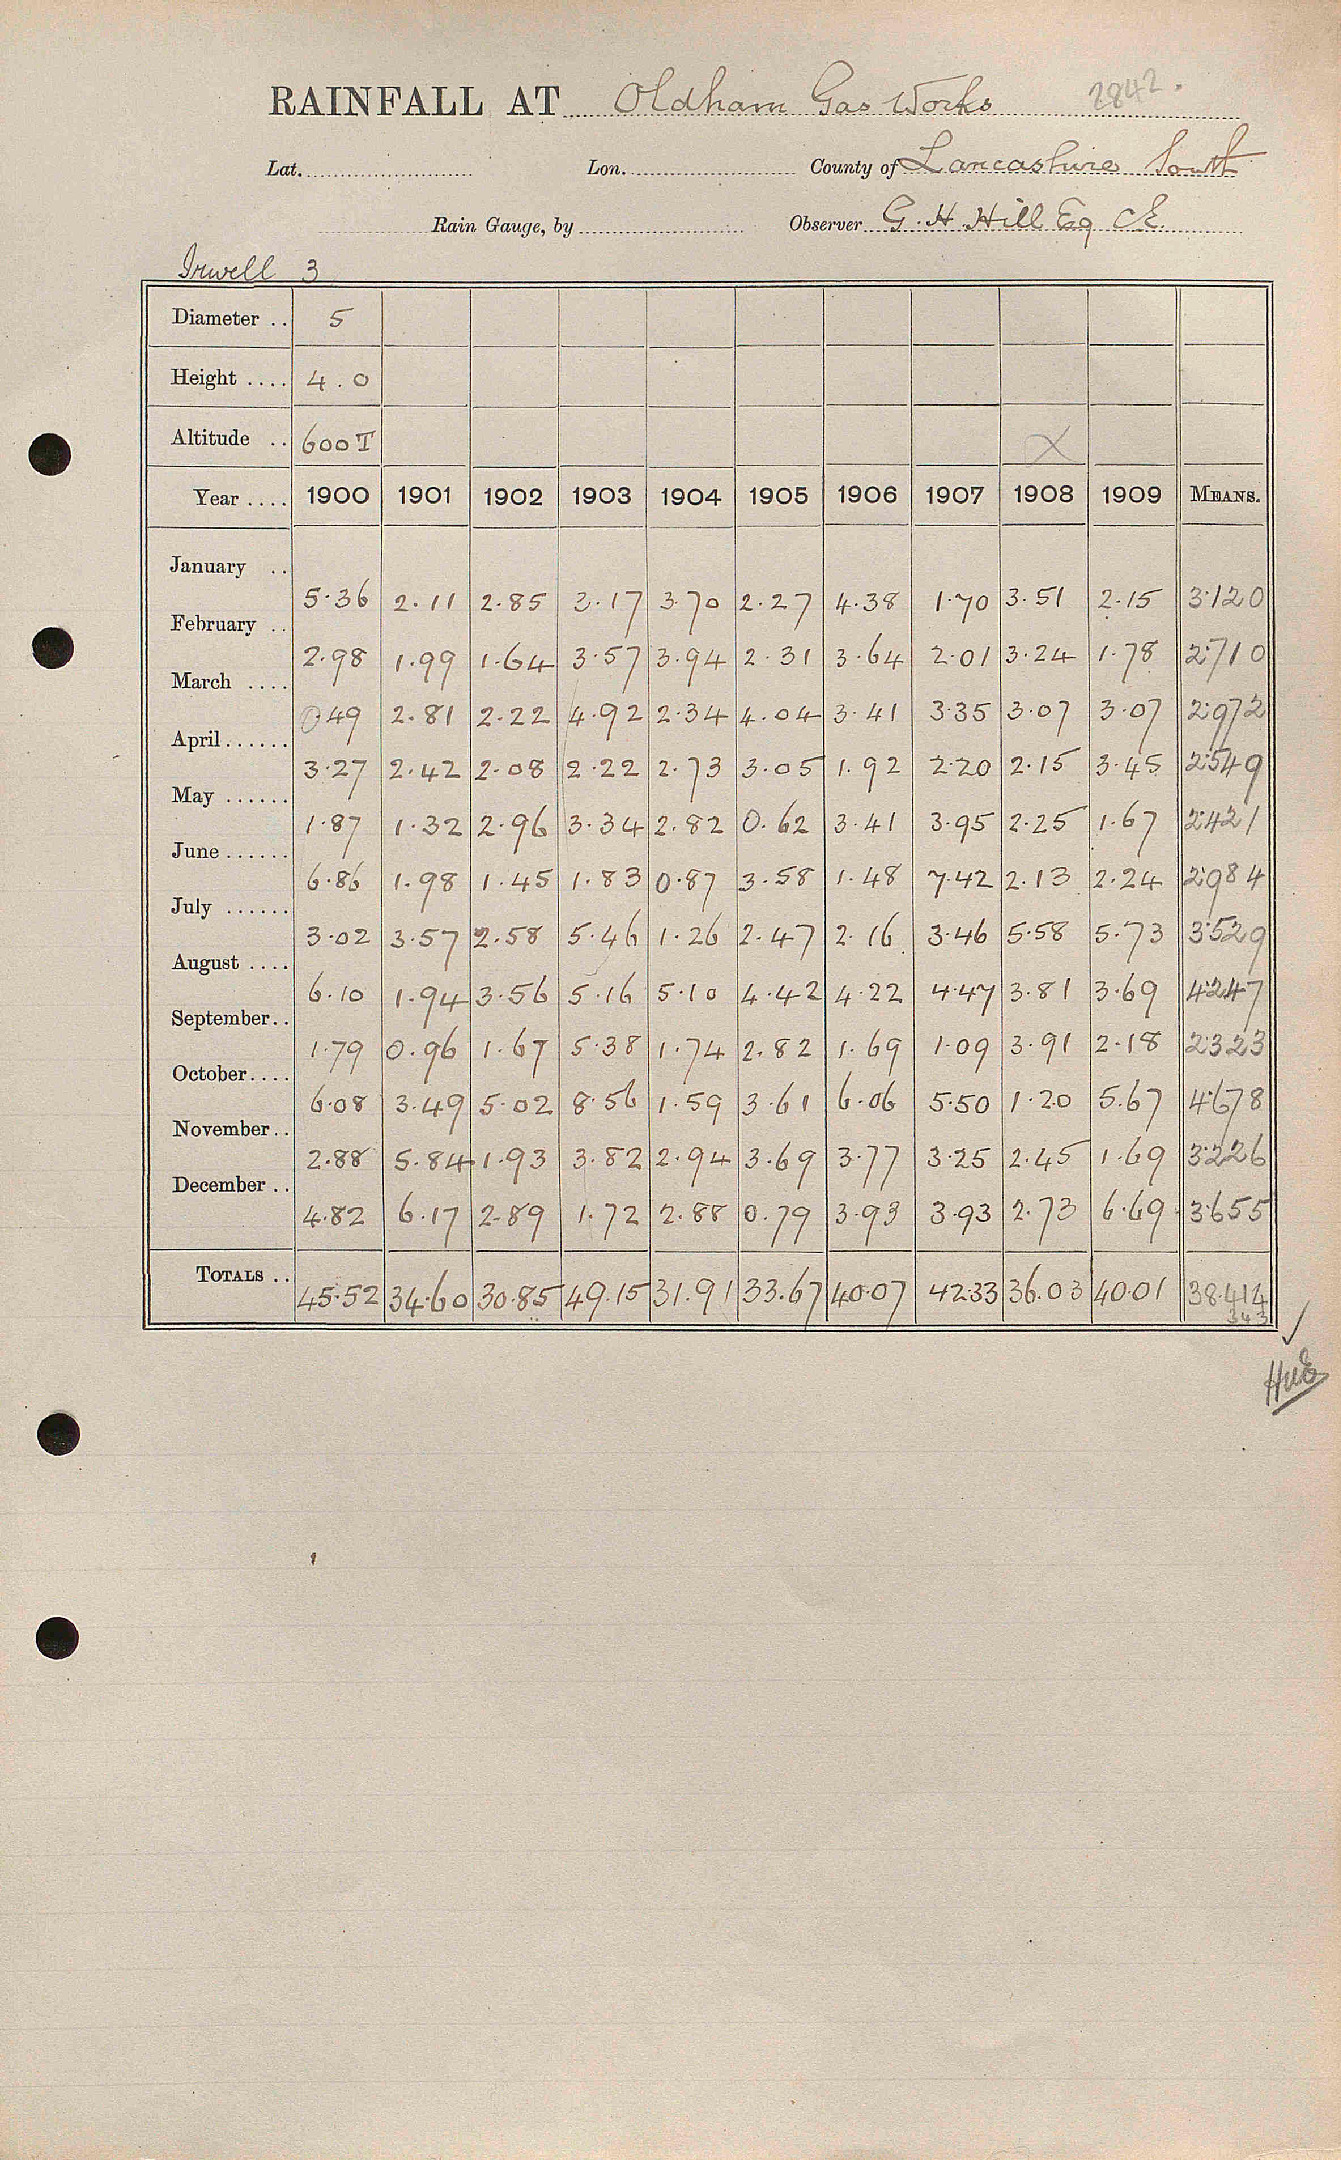 RAINFALL AT Oldham Gas Works 2842.
Lat. Lon. County of Lancashire South
Rain Gauge, by Observer G. H Hill Esq CE.
Irwell 3
Diameter .. 5
Height .... 4.0
Altitude .. 600 T X
Year .... 1900 1901 1902 1903 1904 1905 1906 1907 1908 1909 MEANS.
January .. 5.36 2.11 2.85 3.17 3.70 2.27 4.38 1.70 3.51 2.15 3.120
February .. 2.98 1.99 1.64 3.57 3.94 2.31 3.64 2.01 3.24 1.78 2.710
March .... 0.49 2.81 2.22 4.92 2.34 4.04 3.41 3.35 3.07 3.07 2.972
April ...... 3.27 2.42 2.08 2.22 2.73 3.05 1.92 2.20 2.15 3.45 2.549
May ...... 1.87 1.32 2.96 3.34 2.82 0.62 3.41 3.95 2.25 1.67 2.421
June ...... 6.86 1.98 1.45 1.83 0.87 3.58 1.48 7.42 2.13 2.24 2.984
July ...... 3.02 3.57 2.58 5.46 1.26 2.47 2.16 3.46 5.58 5.73 3.529
August .... 6.10 1.94 3.56 5.16 5.10 4.42 4.22 4.47 3.81 3.69 4.247
September.. 1.79 0.96 1.67 5.38 1.74 2.82 1.69 1.09 3.91 2.18 2.323
October.... 6.08 3.49 5.02 8.56 1.59 3.61 6.06 5.50 1.20 5.67 4.678
November.. 2.88 5.84 1.93 3.82 2.94 3.69 3.77 3.25 2.45 1.69 3.226
December .. 4.82 6.17 2.89 1.72 2.88 0.79 3.93 3.93 2.73 6.69 3.655
TOTALS .. 45.52 34.60 30.85 49.15 31.91 33.67 40.07 42.33 36.03 40.01 38.414